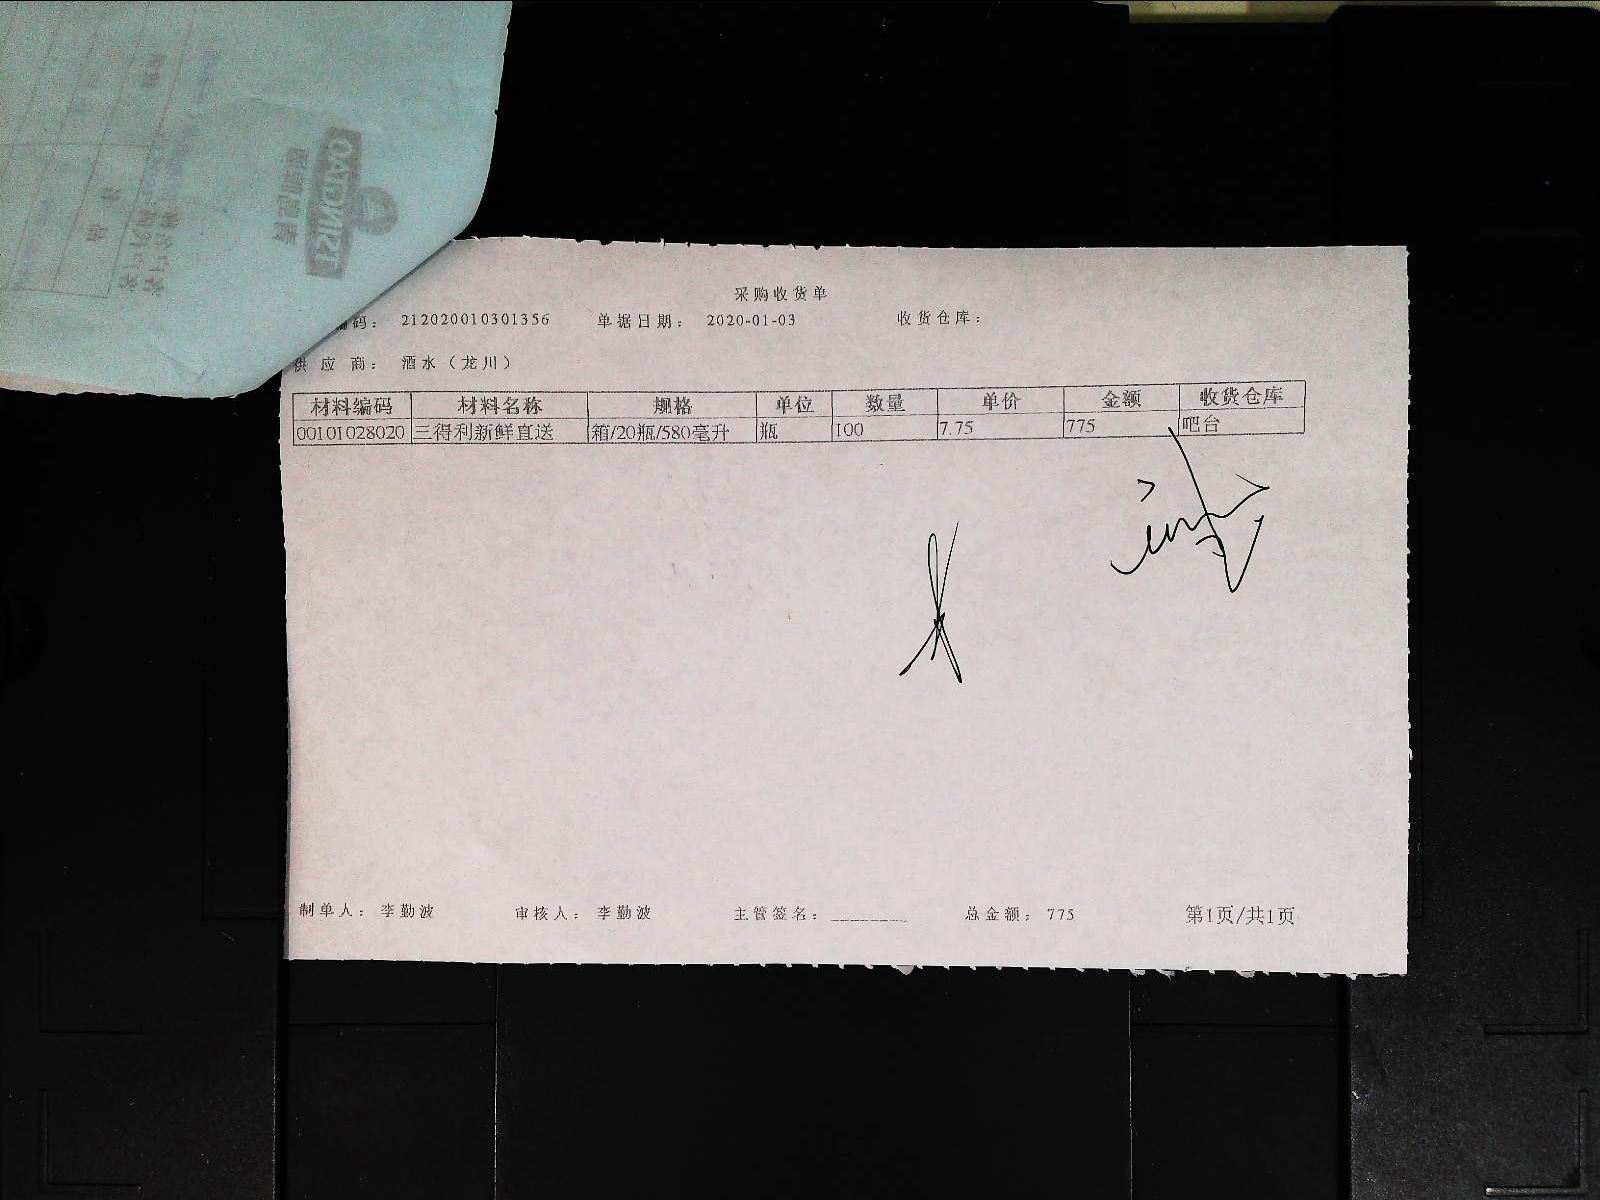 采购收货单
编码： 212020010301356 单据日期： 2020-01-03 收货仓库：
供 应 商： 酒水（龙川）
材料编码 材料名称 规格 单位 数量 单价 金额 收货仓库
00101028020 三得利新鲜直送 箱/20瓶/580毫升 瓶 100 7.75 775 吧台
制单人： 李勤波 审核人： 李勤波 主管签名：________ 总金额： 775 第1页/共1页